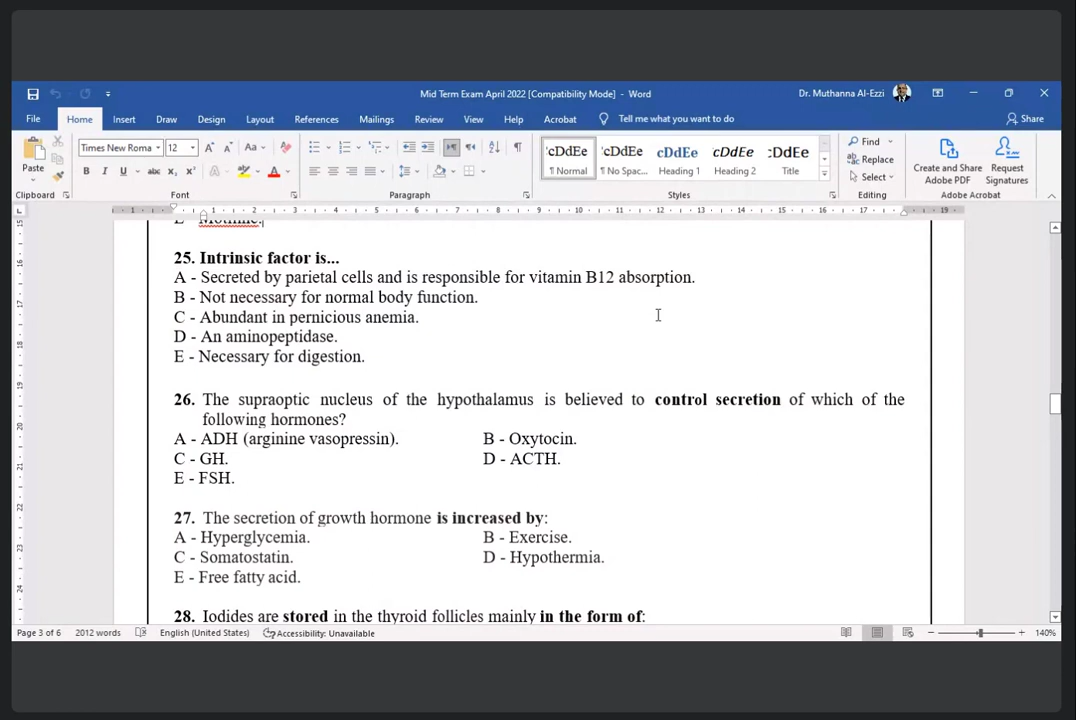 Mid Term Exam April 2022 [Compatibility Mode] - Word
Dr. Muthanna Al-Ezzi
File Home Insert Draw Design Layout References Mailings Review View Help Acrobat Tell me what you want to do Share
Times New Roma 12
Paste
Clipboard Font Paragraph Styles Editing Adobe Acrobat
¶ Normal ¶ No Spac... Heading 1 Heading 2 Title
Find
Replace
Select
Create and Share Adobe PDF
Request Signatures
25. Intrinsic factor is...
A - Secreted by parietal cells and is responsible for vitamin B12 absorption.
B - Not necessary for normal body function.
C - Abundant in pernicious anemia.
D - An aminopeptidase.
E - Necessary for digestion.
26. The supraoptic nucleus of the hypothalamus is believed to control secretion of which of the
following hormones?
A - ADH (arginine vasopressin). B - Oxytocin.
C - GH. D - ACTH.
E - FSH.
27. The secretion of growth hormone is increased by:
A - Hyperglycemia. B - Exercise.
C - Somatostatin. D - Hypothermia.
E - Free fatty acid.
28. Iodides are stored in the thyroid follicles mainly in the form of:
Page 3 of 6 2012 words English (United States) Accessibility: Unavailable 140%